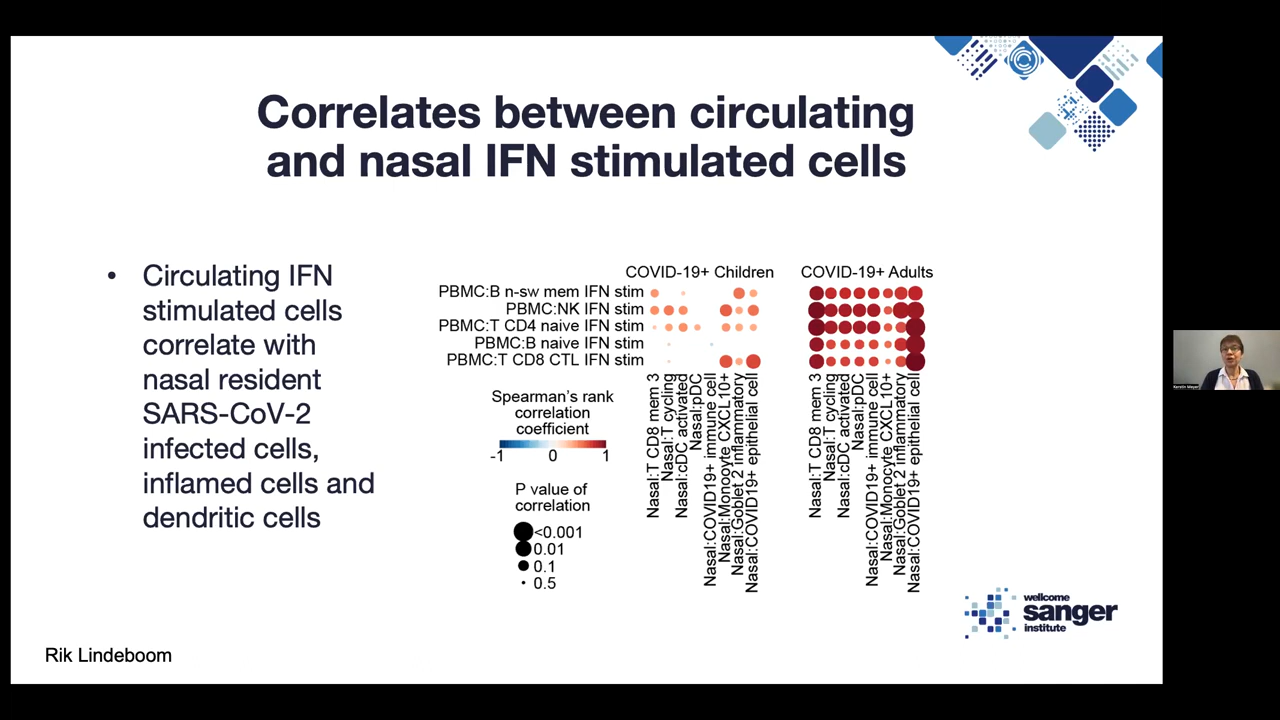 Correlates between circulating
and nasal IFN stimulated cells
• Circulating IFN
stimulated cells
correlate with
nasal resident
SARS-CoV-2
infected cells,
inflamed cells and
dendritic cells
COVID-19+ Children
COVID-19+ Adults
PBMC:B n-sw mem IFN stim
PBMC:NK IFN stim
PBMC:T CD4 naive IFN stim
PBMC:B naive IFN stim
PBMC:T CD8 CTL IFN stim
Nasal:T CD8 mem 3
Nasal:T cycling
Nasal:cDC activated
Nasal:pDC
Nasal:COVID19+ immune cell
Nasal:Monocyte CXCL10+
Nasal:Goblet 2 inflammatory
Nasal:COVID19+ epithelial cell
Nasal:T CD8 mem 3
Nasal:T cycling
Nasal:cDC activated
Nasal:pDC
Nasal:COVID19+ immune cell
Nasal:Monocyte CXCL10+
Nasal:Goblet 2 inflammatory
Nasal:COVID19+ epithelial cell
Spearman's rank
correlation
coefficient
-1 0 1
P value of
correlation
<0.001
0.01
0.1
0.5
wellcome
sanger
institute
Rik Lindeboom
Kerstin Meyer